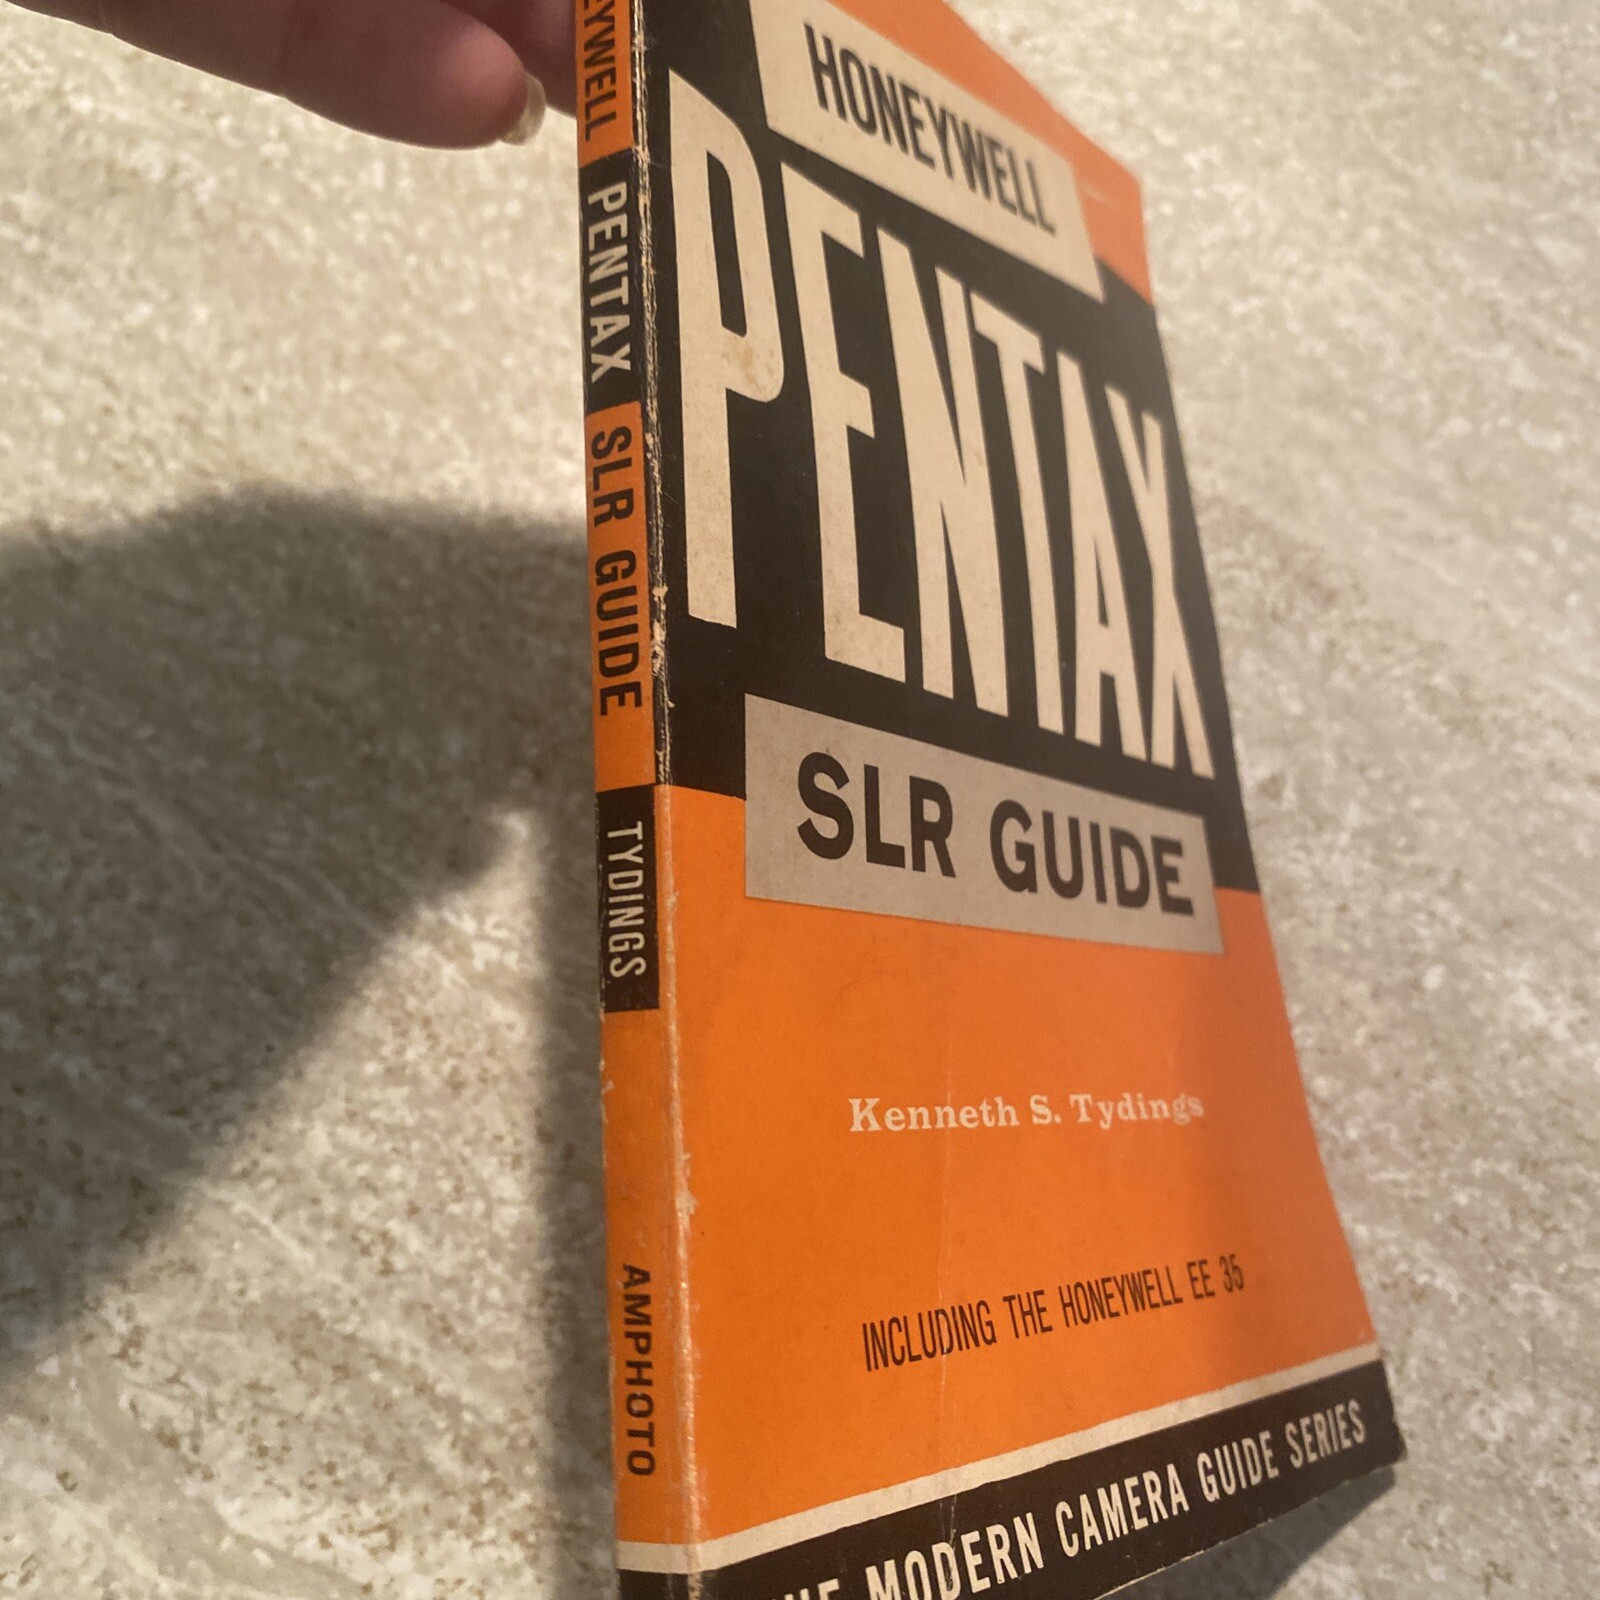 EYWELL PENTAX SLR GUIDE TYDINGS AMPHOTO
HONEYWELL
PENTAX
SLR GUIDE
Kenneth S. Tydings
INCLUDING THE HONEYWELL EE 35
THE MODERN CAMERA GUIDE SERIES